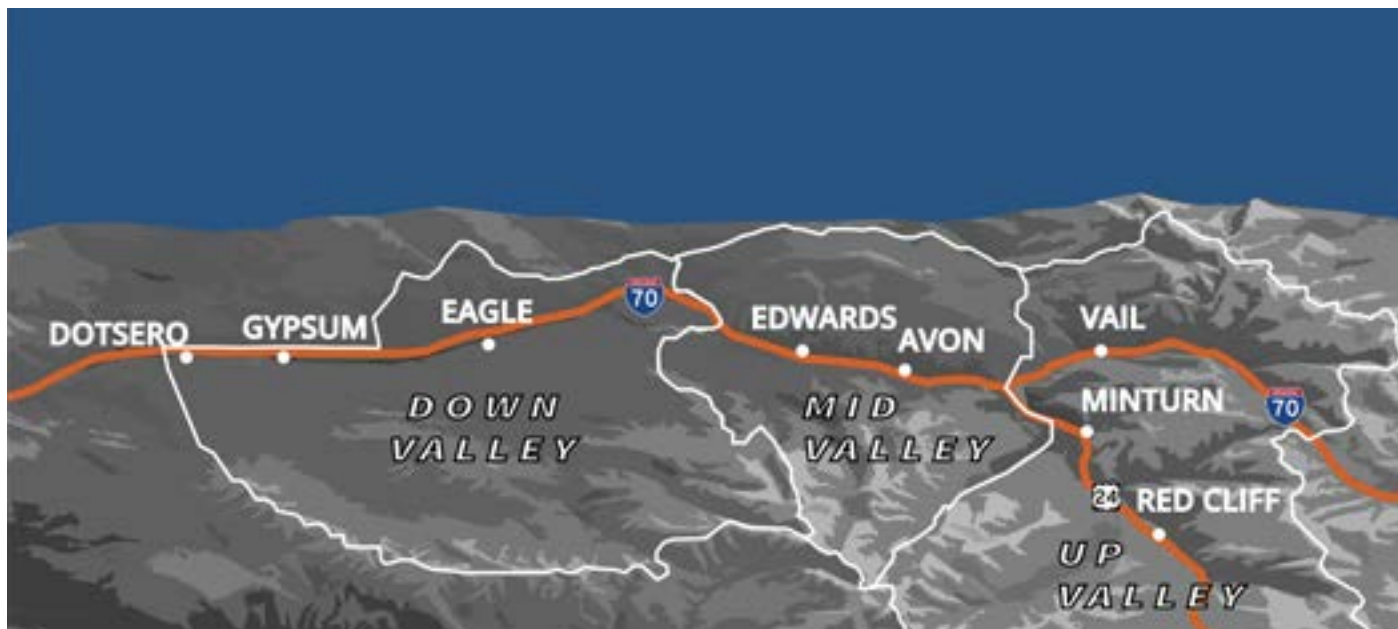 DOTSERO
GYPSUM
EAGLE
70
EDWARDS
AVON
VAIL
MINTURN
70
DOWN
VALLEY
MID
VALLEY
24
RED CLIFF
UP
VALLEY